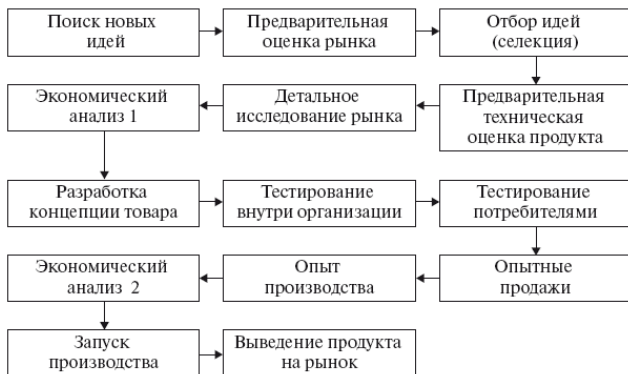 Поиск новых
идей
Предварительная
оценка рынка
Отбор идей
(селекция)
Экономический
анализ 1
Детальное
исследование рынка
Предварительная
техническая
оценка продукта
Разработка
концепции товара
Тестирование
внутри организации
Тестирование
потребителями
Экономический
анализ 2
Опыт
производства
Опытные
продажи
Запуск
производства
Выведение продукта
на рынок